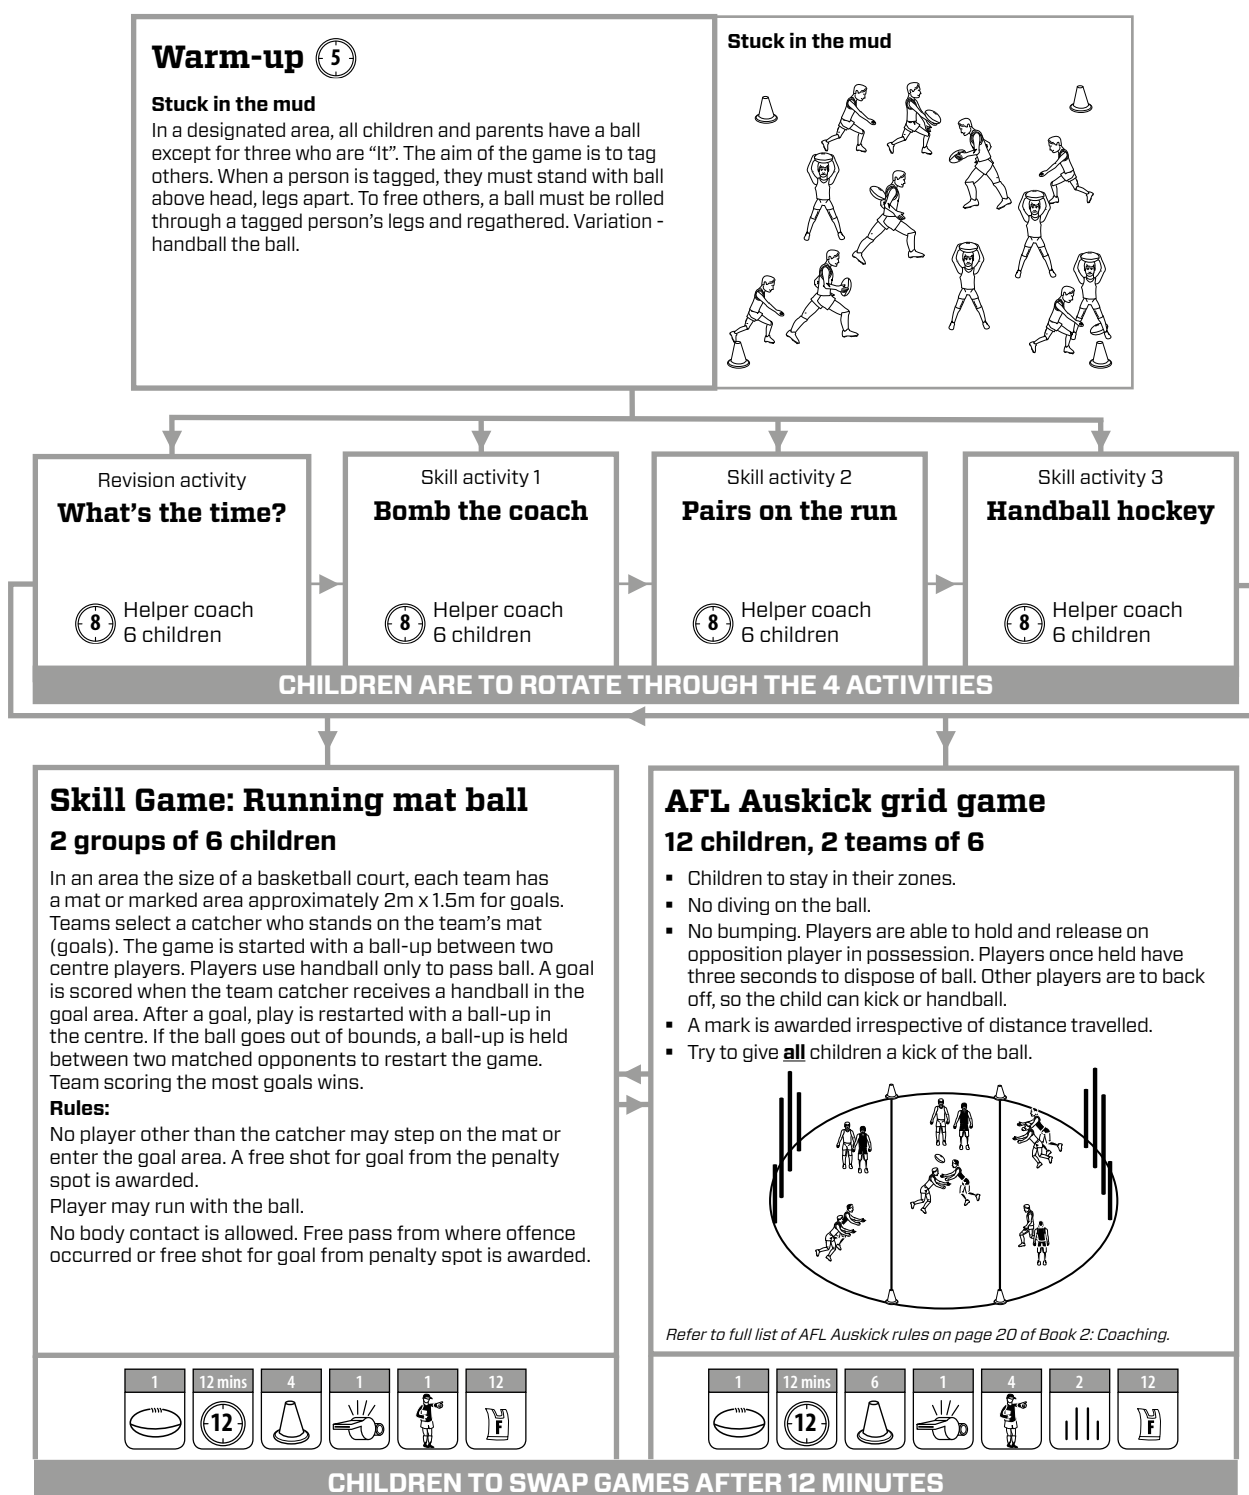 Warm-up 5
Stuck in the mud
In a designated area, all children and parents have a ball
except for three who are “It”. The aim of the game is to tag
others. When a person is tagged, they must stand with ball
above head, legs apart. To free others, a ball must be rolled
through a tagged person’s legs and regathered. Variation -
handball the ball.
Stuck in the mud
Revision activity
What’s the time?
8
Helper coach
6 children
Skill activity 1
Bomb the coach
8
Helper coach
6 children
Skill activity 2
Pairs on the run
8
Helper coach
6 children
Skill activity 3
Handball hockey
8
Helper coach
6 children
CHILDREN ARE TO ROTATE THROUGH THE 4 ACTIVITIES
Skill Game: Running mat ball
2 groups of 6 children
In an area the size of a basketball court, each team has
a mat or marked area approximately 2m x 1.5m for goals.
Teams select a catcher who stands on the team’s mat
(goals). The game is started with a ball-up between two
centre players. Players use handball only to pass ball. A goal
is scored when the team catcher receives a handball in the
goal area. After a goal, play is restarted with a ball-up in
the centre. If the ball goes out of bounds, a ball-up is held
between two matched opponents to restart the game.
Team scoring the most goals wins.
Rules:
No player other than the catcher may step on the mat or
enter the goal area. A free shot for goal from the penalty
spot is awarded.
Player may run with the ball.
No body contact is allowed. Free pass from where offence
occurred or free shot for goal from penalty spot is awarded.
1 12 mins 4 1 1 12
12 F
AFL Auskick grid game
12 children, 2 teams of 6
▪ Children to stay in their zones.
▪ No diving on the ball.
▪ No bumping. Players are able to hold and release on
opposition player in possession. Players once held have
three seconds to dispose of ball. Other players are to back
off, so the child can kick or handball.
▪ A mark is awarded irrespective of distance travelled.
▪ Try to give all children a kick of the ball.
Refer to full list of AFL Auskick rules on page 20 of Book 2: Coaching.
1 12 mins 6 1 4 2 12
12 F
CHILDREN TO SWAP GAMES AFTER 12 MINUTES